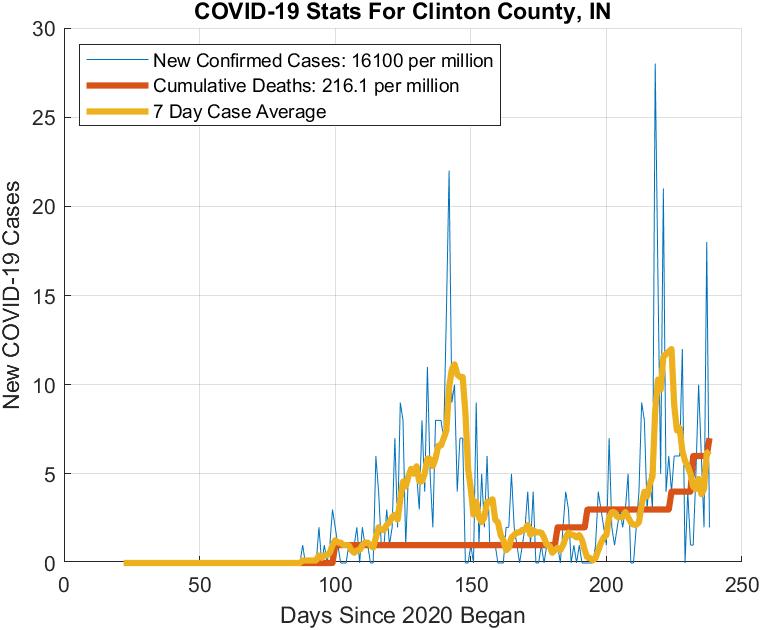 COVID-19 Stats For Clinton County, IN
New Confirmed Cases: 16100 per million
Cumulative Deaths: 216.1 per million
7 Day Case Average
New COVID-19 Cases
30
25
20
15
10
5
0
0 50 100 150 200 250
Days Since 2020 Began